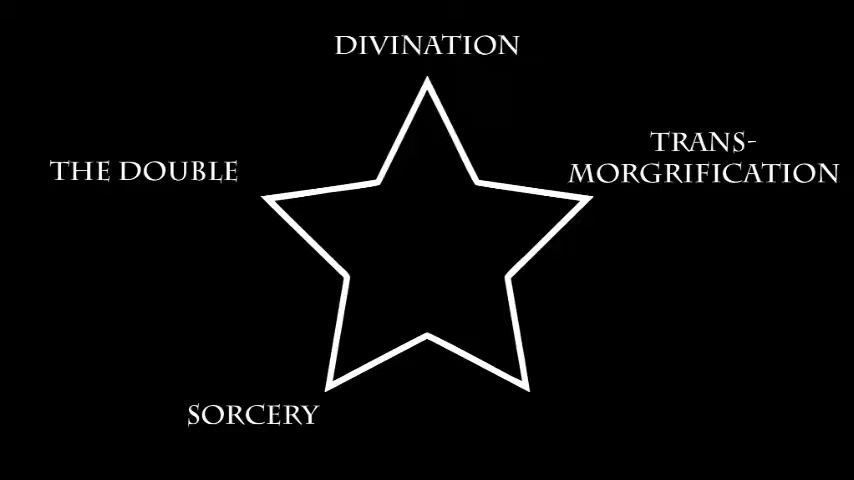 DIVINATION
THE DOUBLE
TRANS-
MORGRIFICATION
SORCERY